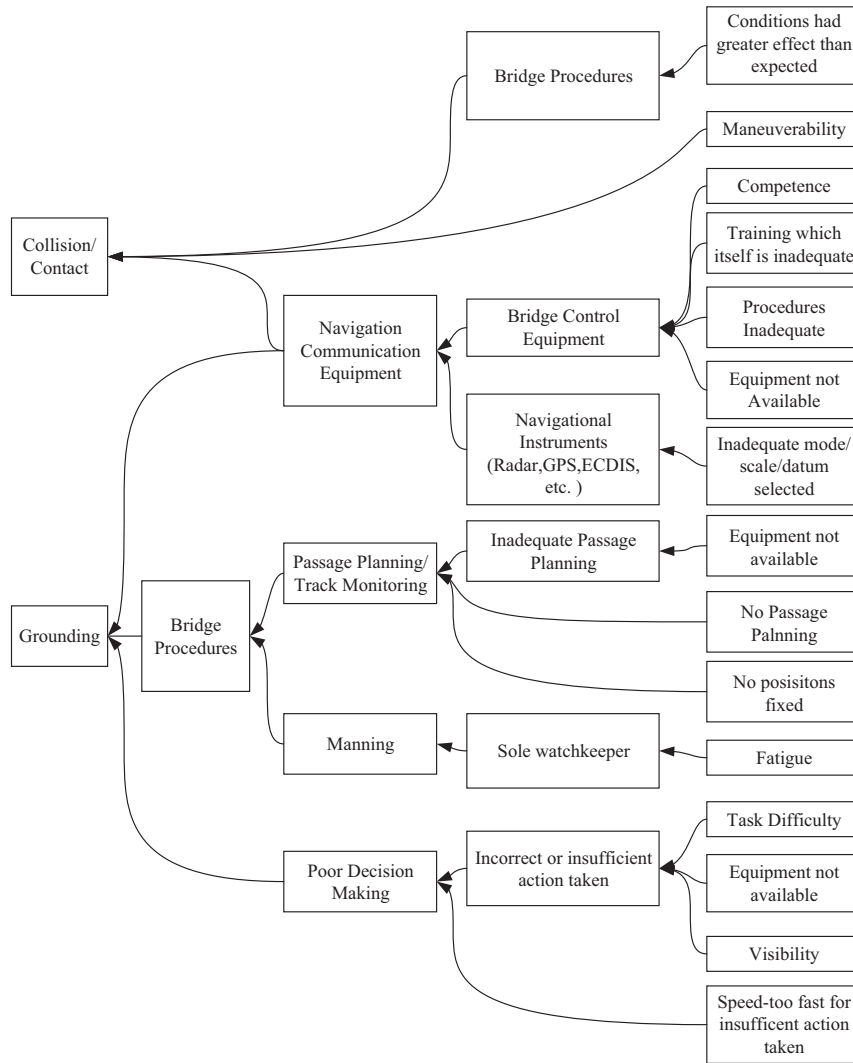 Conditions had
greater effect than
expected
Bridge Procedures
Maneuverability
Competence
Collision/
Contact
Training which
itself is inadequate
Navigation
Communication
Equipment
Bridge Control
Equipment
Procedures
Inadequate
Equipment not
Available
Navigational
Instruments
(Radar,GPS,ECDIS,
etc. )
Inadequate mode/
scale/datum
selected
Passage Planning/
Track Monitoring
Inadequate Passage
Planning
Equipment not
available
Grounding
Bridge
Procedures
No Passage
Palnning
No posisitons
fixed
Manning
Sole watchkeeper
Fatigue
Task Difficulty
Poor Decision
Making
Incorrect or insufficient
action taken
Equipment not
available
Visibility
Speed-too fast for
insufficent action
taken